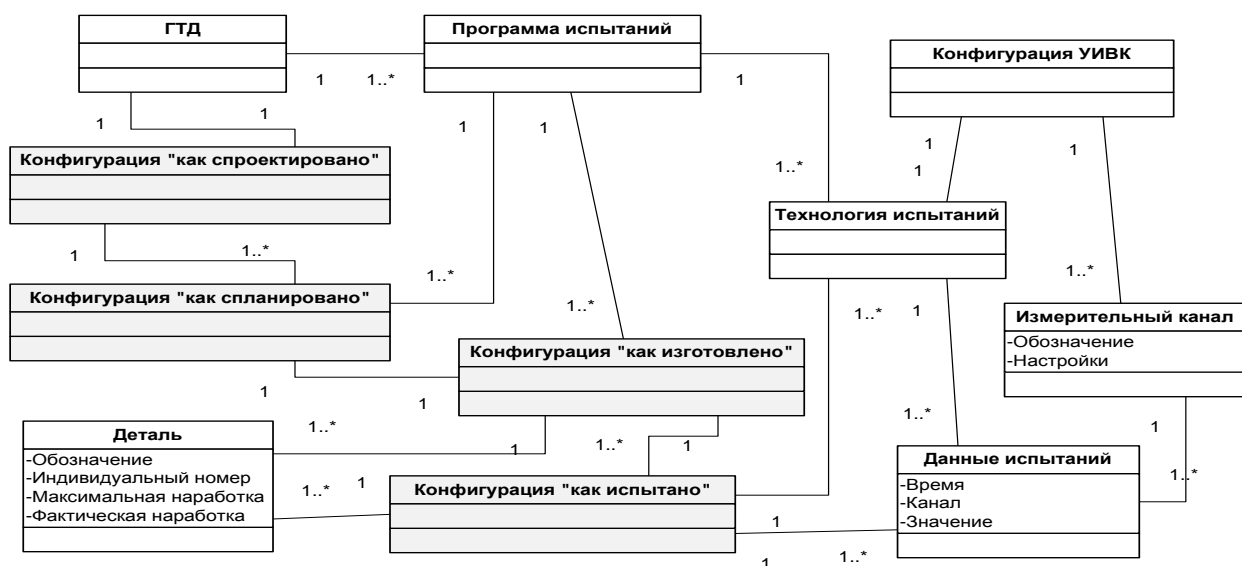 ГТД
Программа испытаний
Конфигурация УИВК
1
1..*
1
1
1
1
1
1
1
1
Конфигурация "как спроектировано"
1..*
1
Технология испытаний
1
1..*
1..*
Конфигурация "как спланировано"
1..*
1..*
1
1..*
Измерительный канал
-Обозначение
-Настройки
Конфигурация "как изготовлено"
1
1
1..*
Деталь
-Обозначение
-Индивидуальный номер
-Максимальная наработка
-Фактическая наработка
1..*
1
1..*
1
1
Данные испытаний
-Время
-Канал
-Значение
1..*
1..*
1
Конфигурация "как испытано"
1
1
1..*